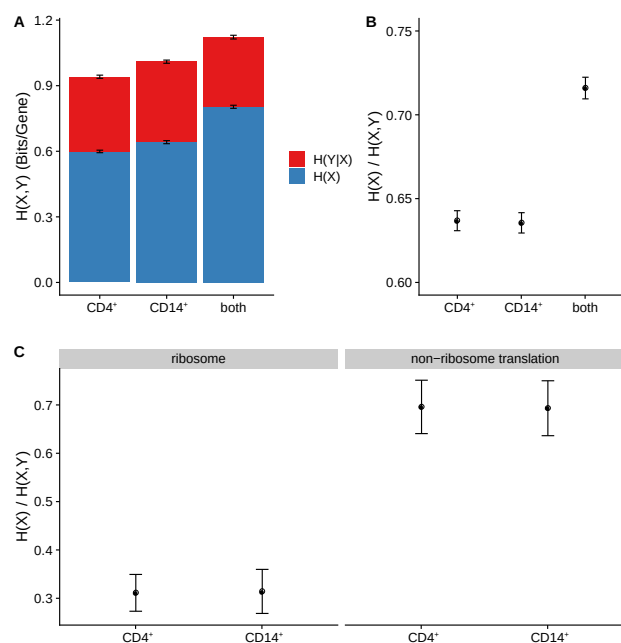 A
H(X,Y) (Bits/Gene)
1.2
0.9
0.6
0.3
0.0
CD4⁺
CD14⁺
both
H(Y|X)
H(X)
B
H(X) / H(X,Y)
0.75
0.70
0.65
0.60
CD4⁺
CD14⁺
both
C
ribosome
non−ribosome translation
H(X) / H(X,Y)
0.7
0.6
0.5
0.4
0.3
CD4⁺
CD14⁺
CD4⁺
CD14⁺